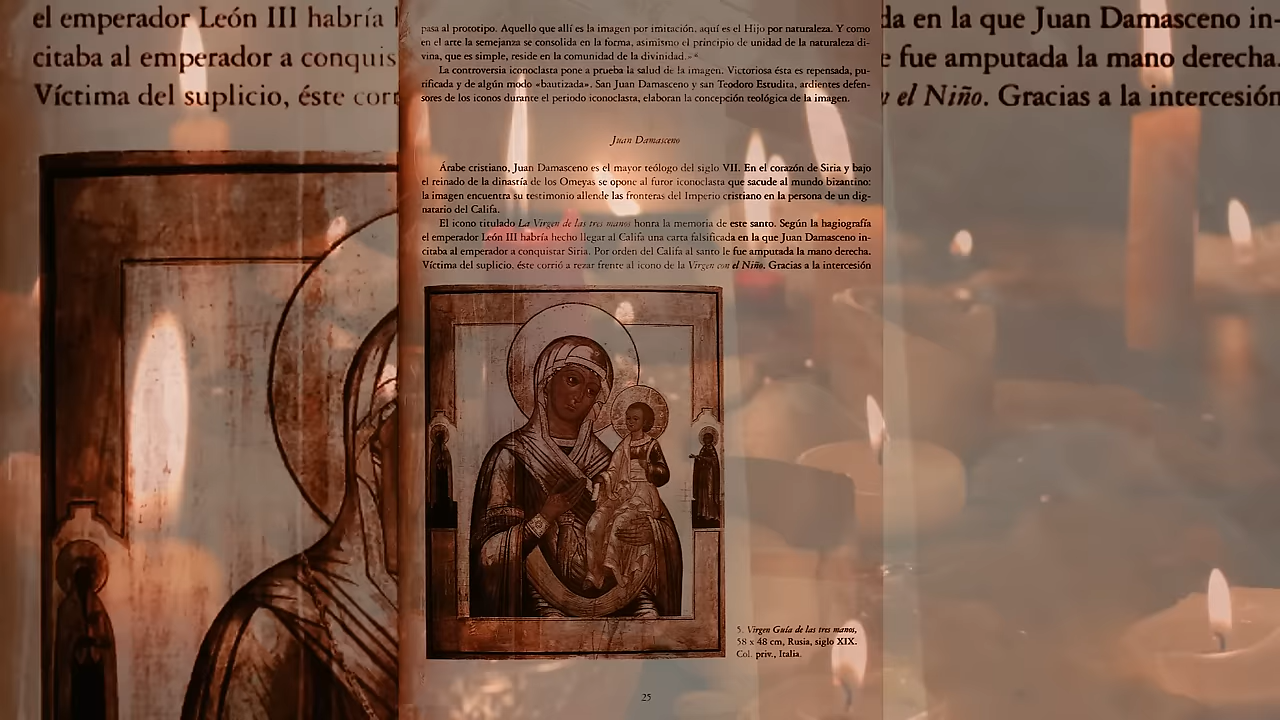 el emperador León III habría
citaba al emperador a conquis
Víctima del suplicio, éste corr
pasa al prototipo. Aquello que allí es la imagen por imitación, aquí es el Hijo por naturaleza. Y como
en el arte la semejanza se consolida en la forma, asimismo el principio de unidad de la naturaleza di-
vina, que es simple, reside en la comunidad de la divinidad.»
La controversia iconoclasta pone a prueba la salud de la imagen. Victoriosa ésta es repensada, pu-
rificada y de algún modo «bautizada». San Juan Damasceno y san Teodoro Estudita, ardientes defen-
sores de los iconos durante el periodo iconoclasta, elaboran la concepción teológica de la imagen.
Juan Damasceno
Árabe cristiano, Juan Damasceno es el mayor teólogo del siglo VII. En el corazón de Siria y bajo
el reinado de la dinastía de los Omeyas se opone al furor iconoclasta que sacude al mundo bizantino:
la imagen encuentra su testimonio allende las fronteras del Imperio cristiano en la persona de un dig-
natario del Califa.
El icono titulado La Virgen de las tres manos honra la memoria de este santo. Según la hagiografía
el emperador León III habría hecho llegar al Califa una carta falsificada en la que Juan Damasceno in-
citaba al emperador a conquistar Siria. Por orden del Califa al santo le fue amputada la mano derecha.
Víctima del suplicio, éste corrió a rezar frente al icono de la Virgen con el Niño. Gracias a la intercesión
5. Virgen Guía de las tres manos,
58 x 48 cm, Rusia, siglo XIX.
Col. priv., Italia.
25
da en la que Juan Damasceno in-
e fue amputada la mano derecha.
el Niño. Gracias a la intercesión